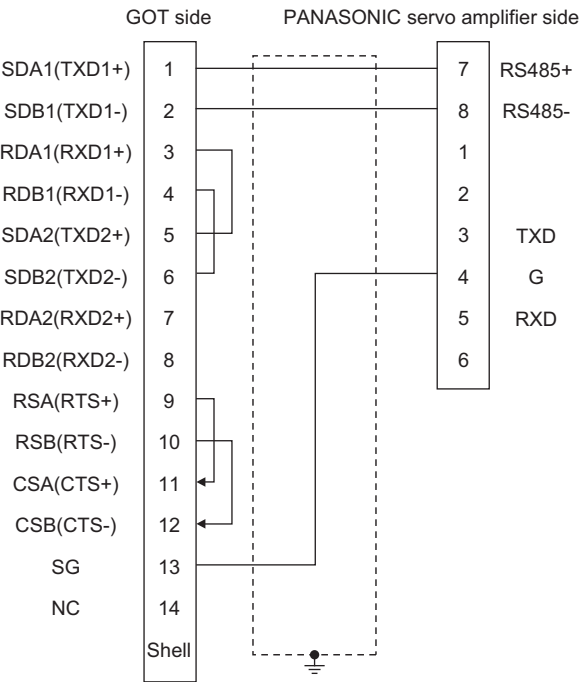 GOT side PANASONIC servo amplifier side
SDA1(TXD1+) 1 7 RS485+
SDB1(TXD1-) 2 8 RS485-
RDA1(RXD1+) 3 1
RDB1(RXD1-) 4 2
SDA2(TXD2+) 5 3 TXD
SDB2(TXD2-) 6 4 G
RDA2(RXD2+) 7 5 RXD
RDB2(RXD2-) 8 6
RSA(RTS+) 9
RSB(RTS-) 10
CSA(CTS+) 11
CSB(CTS-) 12
SG 13
NC 14
Shell